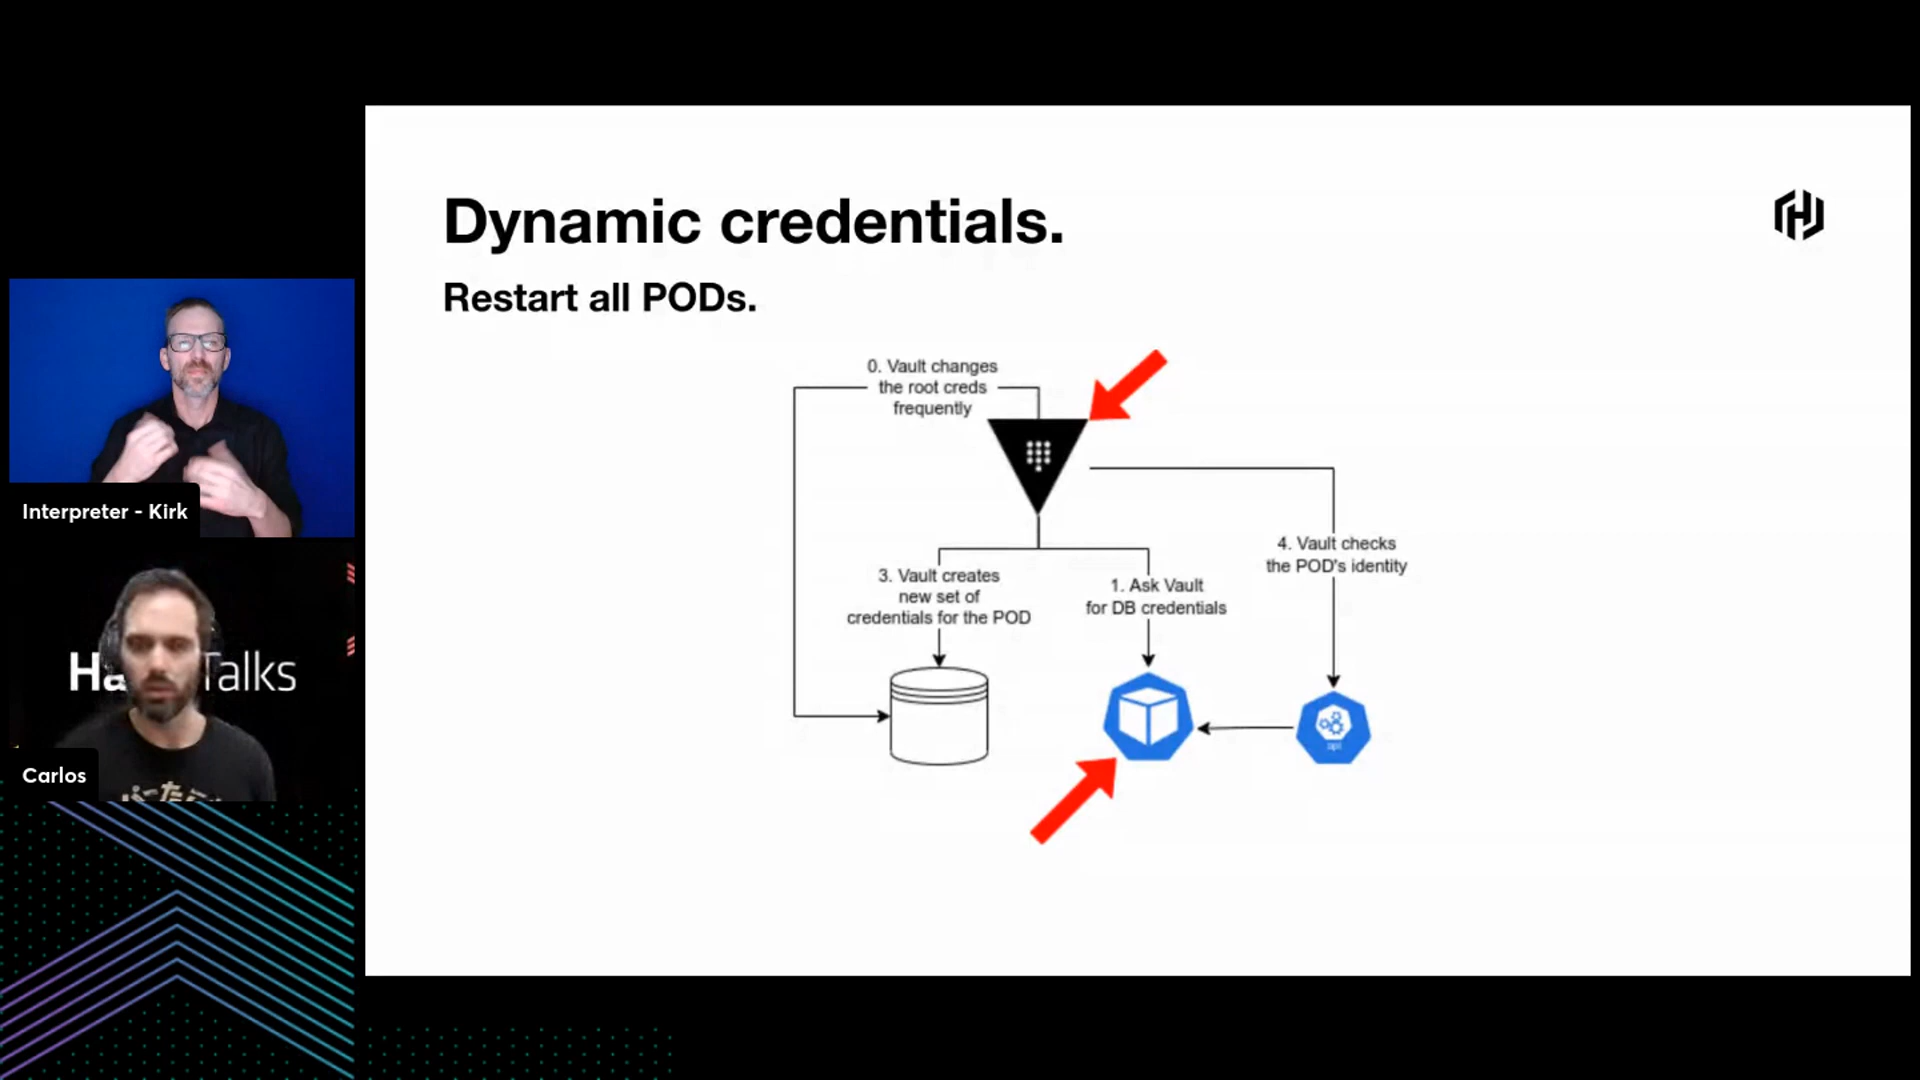 Dynamic credentials.
Restart all PODs.
0. Vault changes
the root creds
frequently
3. Vault creates
new set of
credentials for the POD
1. Ask Vault
for DB credentials
4. Vault checks
the POD's identity
api
Interpreter - Kirk
Talks
Carlos